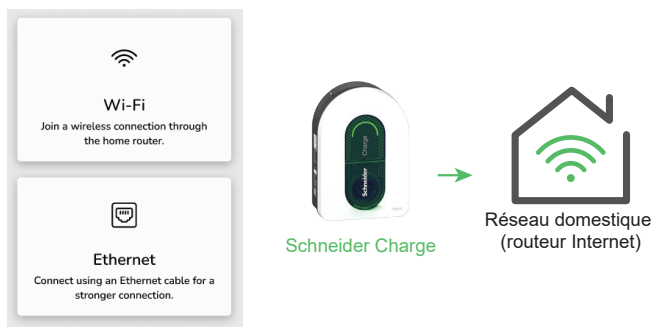 Wi-Fi
Join a wireless connection through
the home router.
Ethernet
Connect using an Ethernet cable for a
stronger connection.
Charge
Schneider
Schneider Charge
Réseau domestique
(routeur Internet)